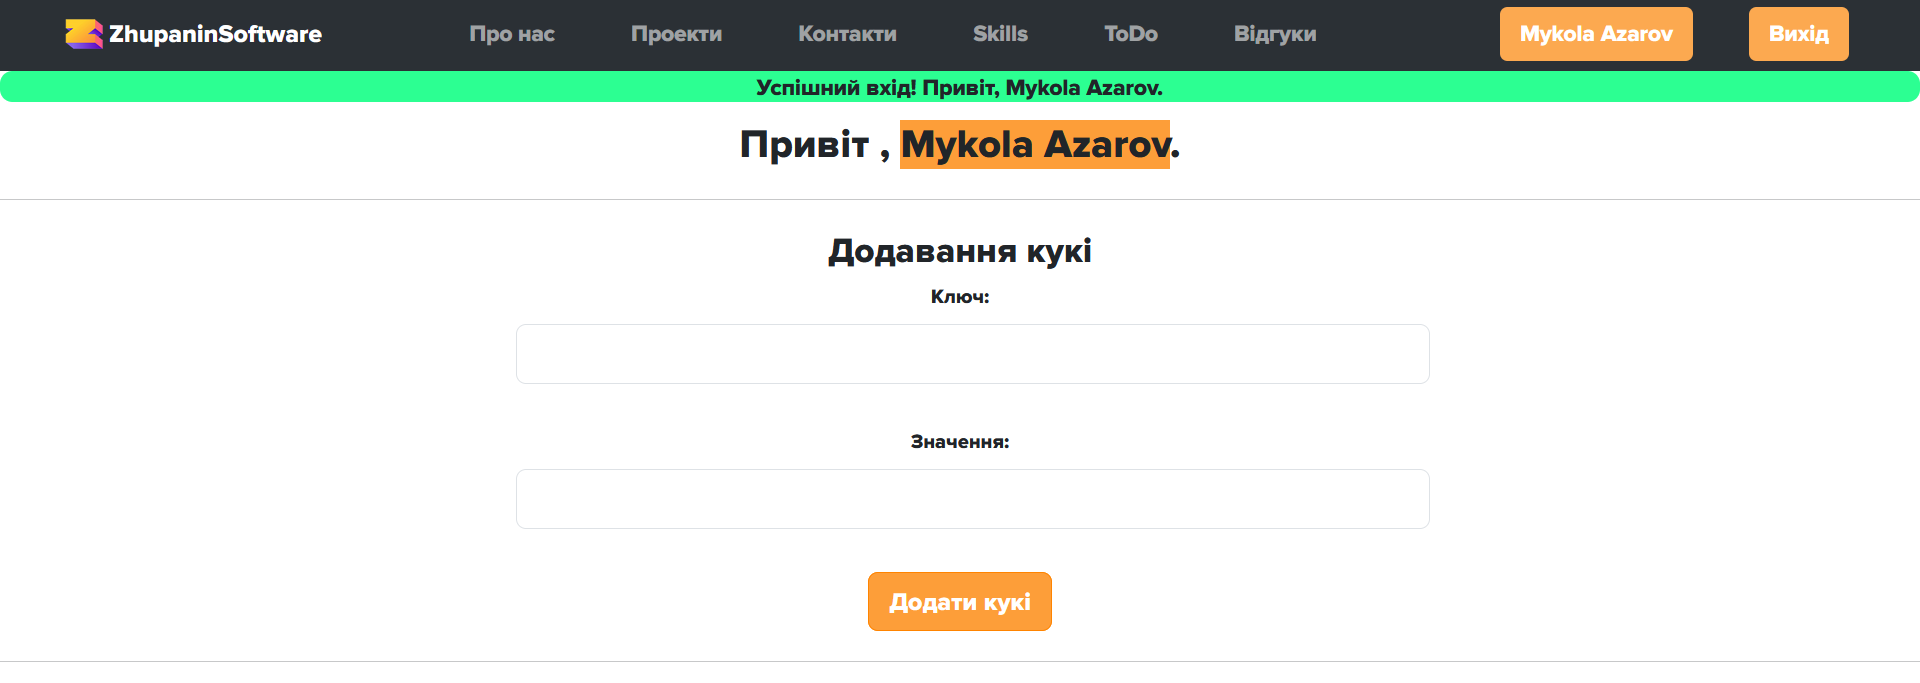 ZhupaninSoftware Про нас Проекти Контакти Skills ToDo Відгуки Mykola Azarov Вихід
Успішний вхід! Привіт, Mykola Azarov.
Привіт , Mykola Azarov.
Додавання кукі
Ключ:
Значення:
Додати кукі